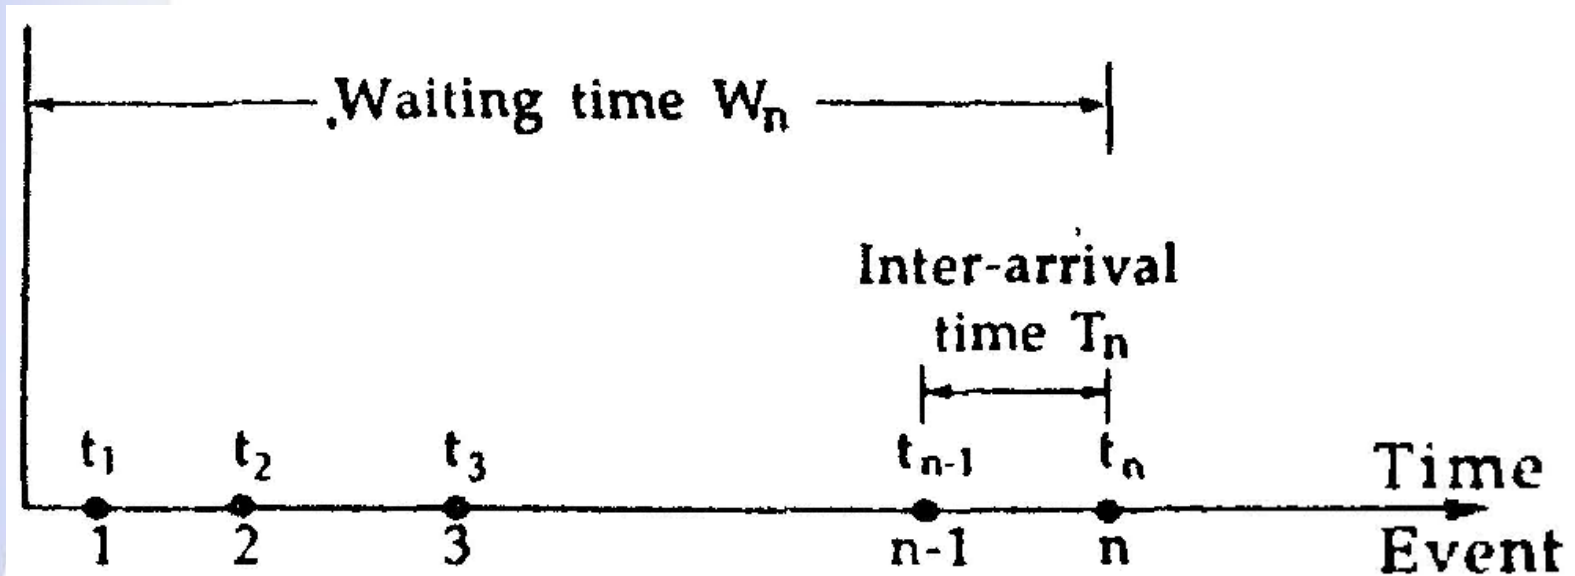 Waiting time Wn
Inter-arrival
time Tn
t1 t2 t3 tn-1 tn Time
1 2 3 n-1 n Event